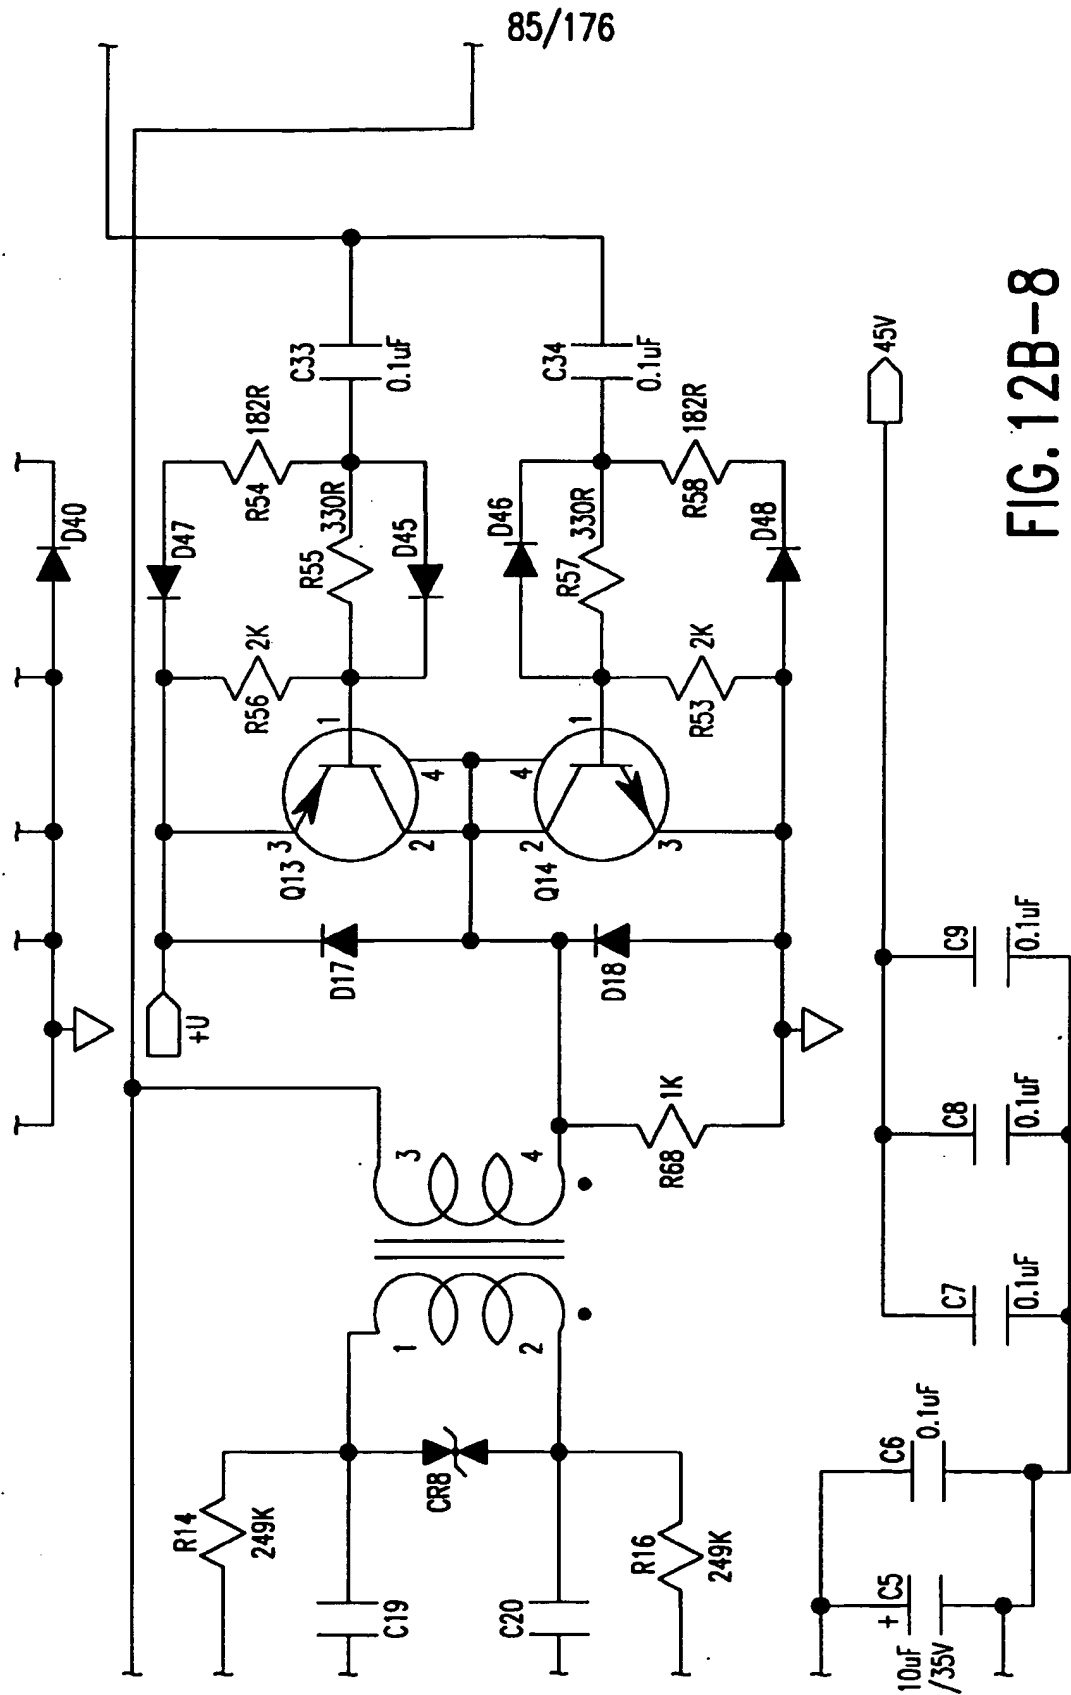 85/176
D40
+U
D47
R54
182R
R56
2K
R55
330R
D45
C33
0.1uF
Q13
3
1
2
4
D17
D46
R57
330R
C34
0.1uF
Q14
2
4
1
3
D18
R53
2K
R58
182R
D48
R68
1K
3
4
1
2
R14
249K
C19
CR8
C20
R16
249K
45V
C9
0.1uF
C8
0.1uF
C7
0.1uF
C6
0.1uF
+
C5
10uF
/35V
FIG. 12B-8